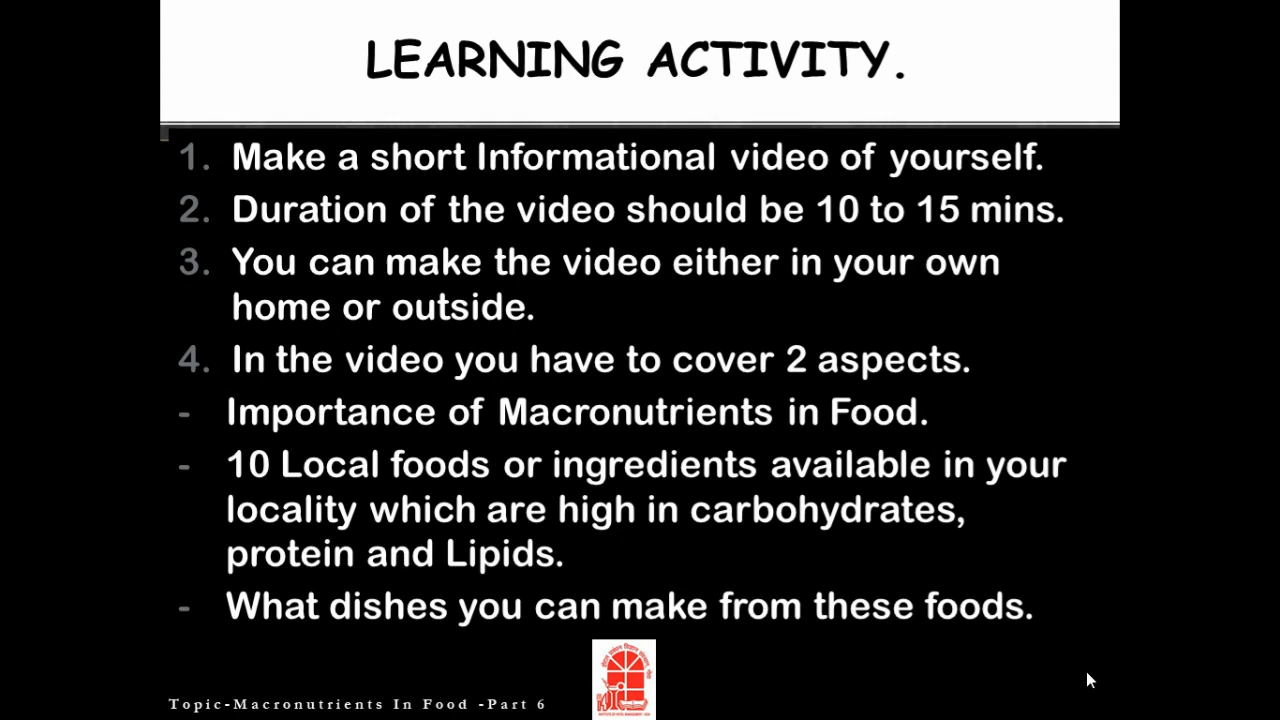 LEARNING ACTIVITY.
1. Make a short Informational video of yourself.
2. Duration of the video should be 10 to 15 mins.
3. You can make the video either in your own
home or outside.
4. In the video you have to cover 2 aspects.
- Importance of Macronutrients in Food.
- 10 Local foods or ingredients available in your
locality which are high in carbohydrates,
protein and Lipids.
- What dishes you can make from these foods.
Topic-Macronutrients In Food -Part 6